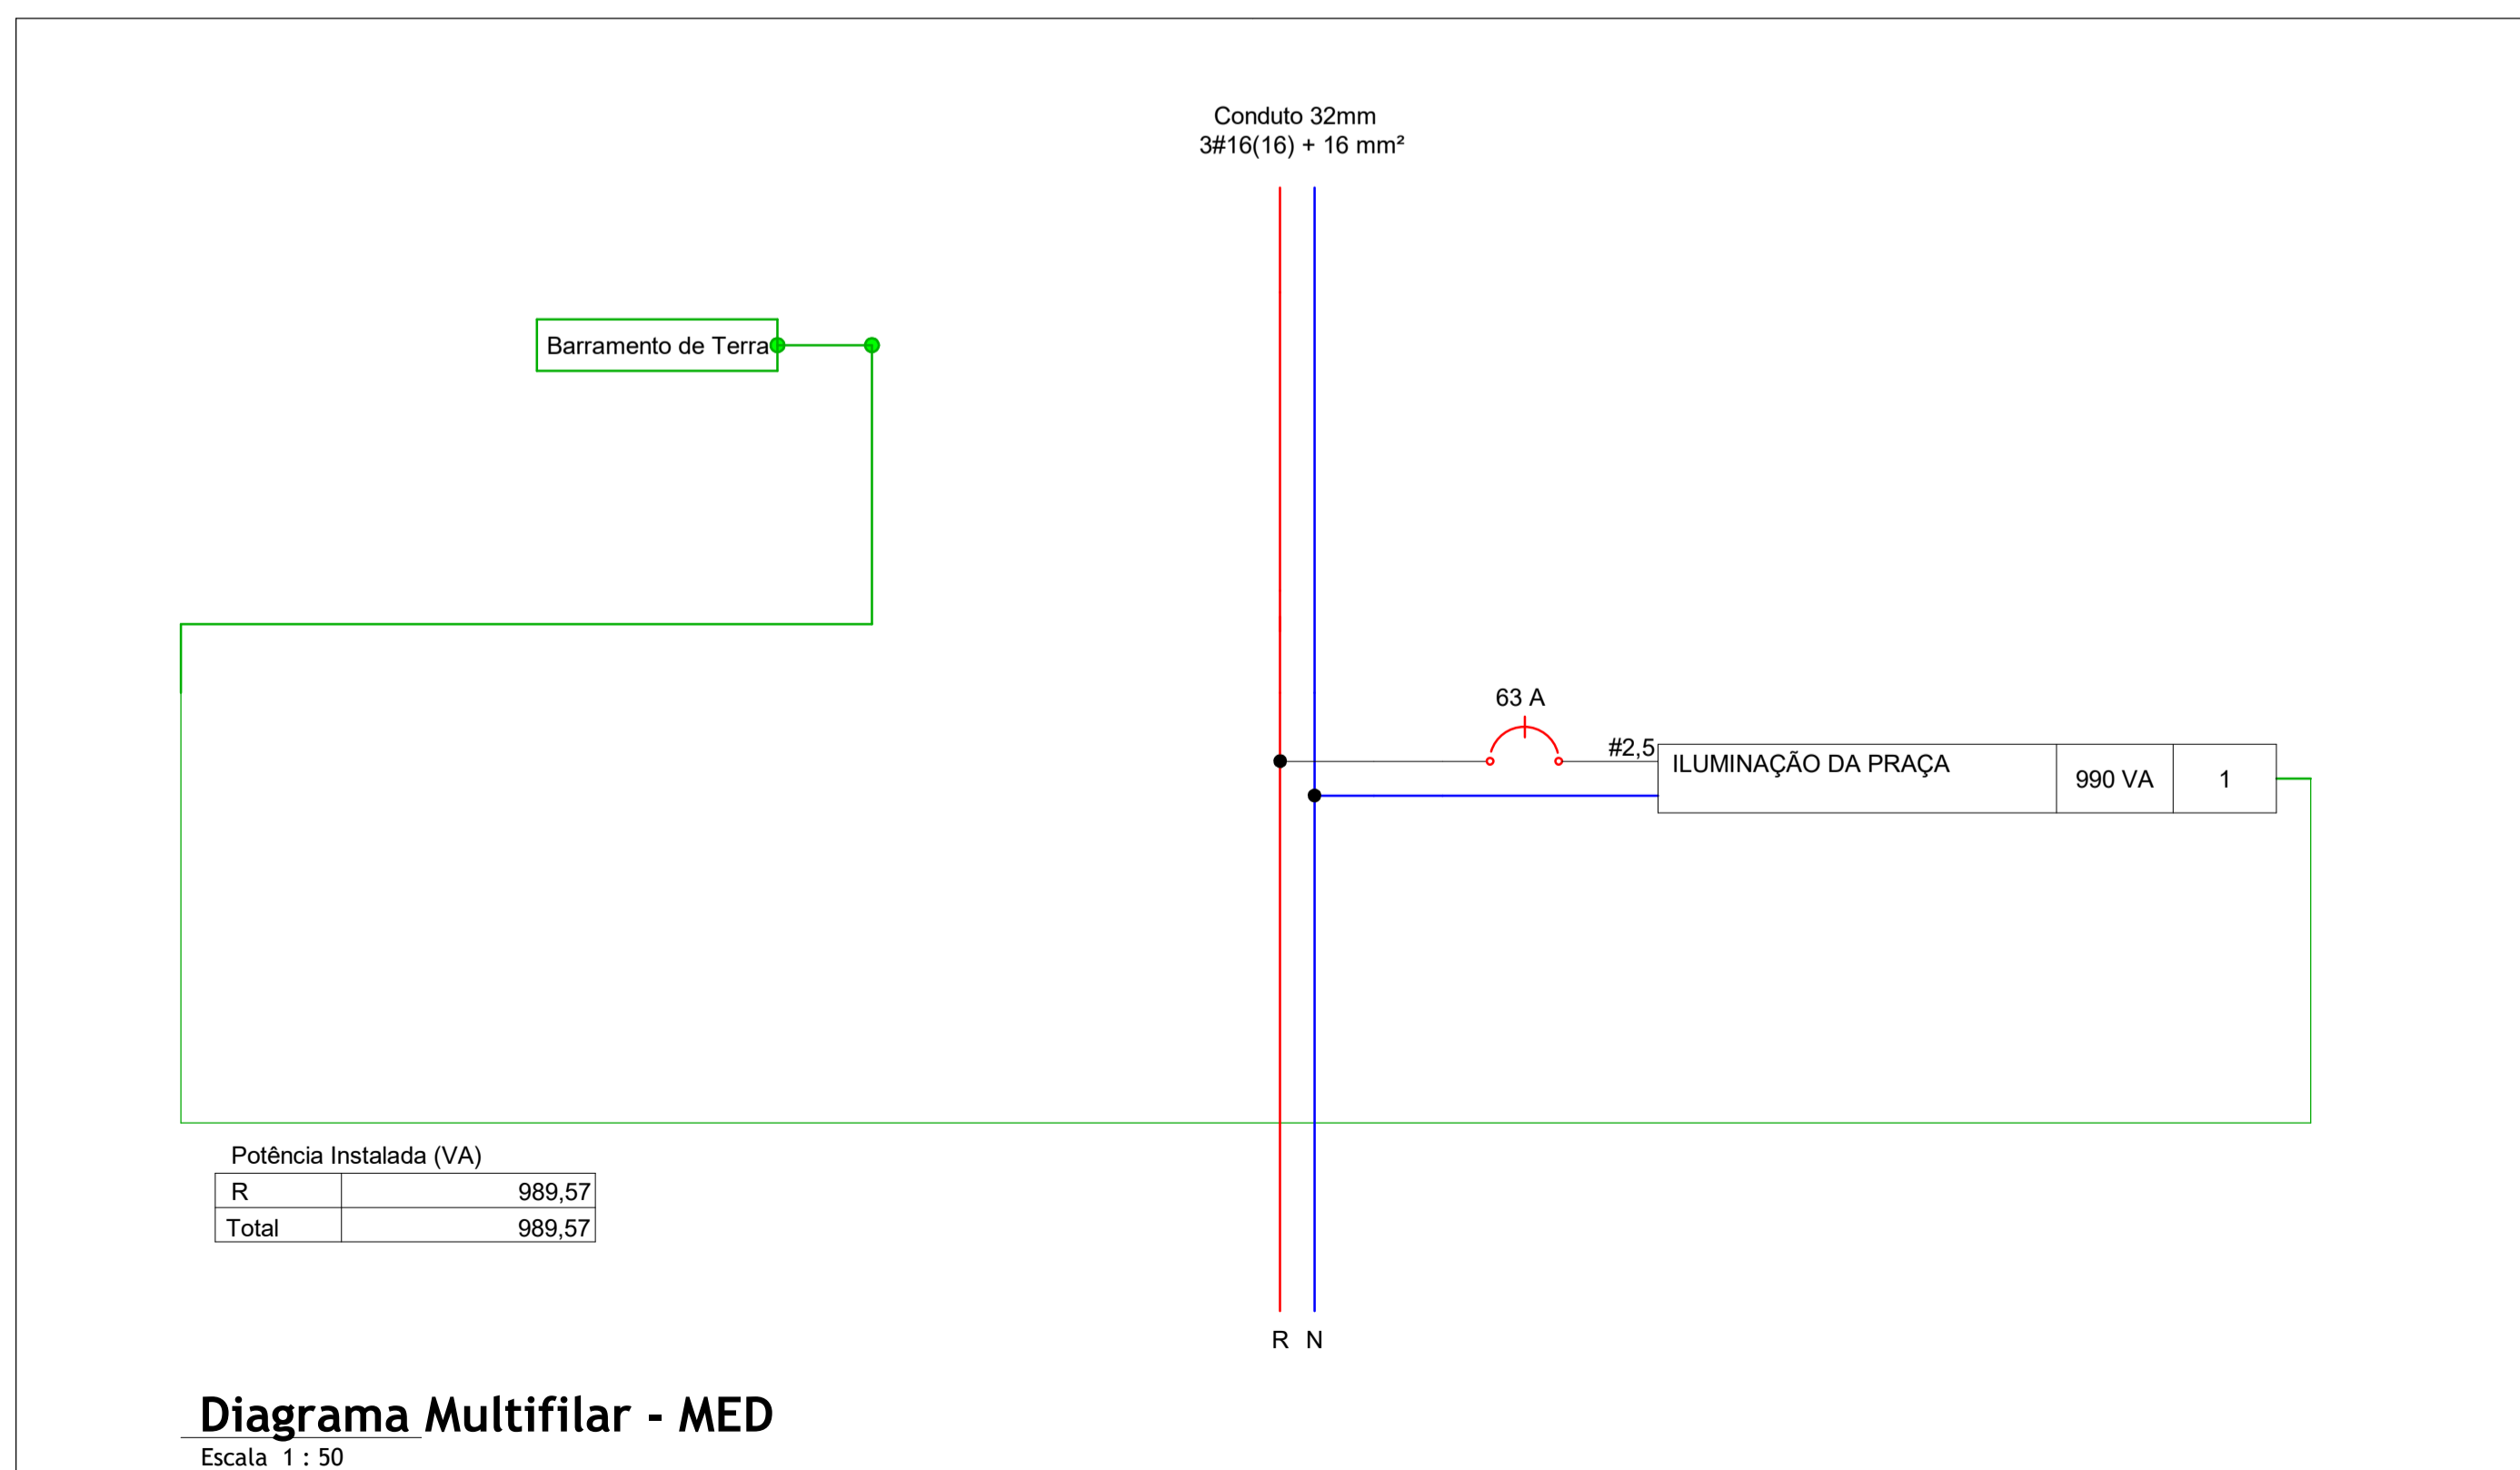 Conduto 32mm
3#16(16) + 16 mm²
Barramento de Terra
63 A
#2,5
ILUMINAÇÃO DA PRAÇA 990 VA 1
Potência Instalada (VA)
R 989,57
Total 989,57
R N
Diagrama Multifilar - MED
Escala 1 : 50